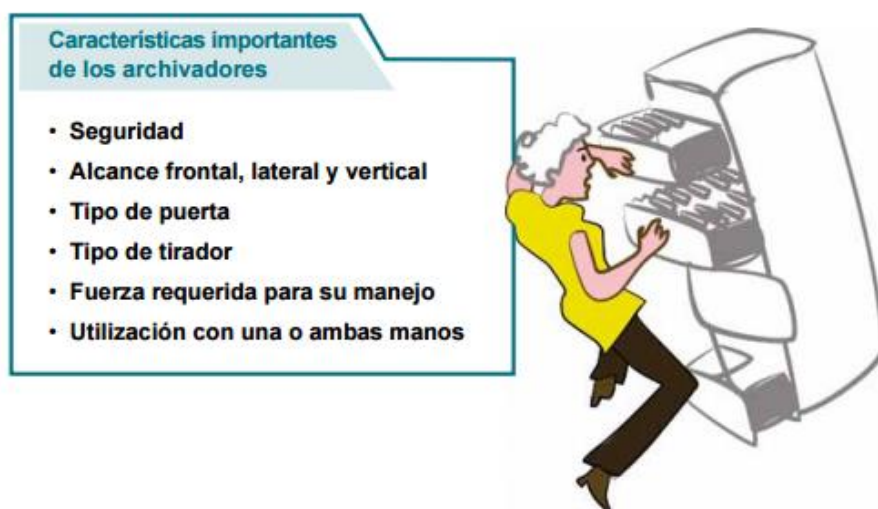 Características importantes
de los archivadores
• Seguridad
• Alcance frontal, lateral y vertical
• Tipo de puerta
• Tipo de tirador
• Fuerza requerida para su manejo
• Utilización con una o ambas manos